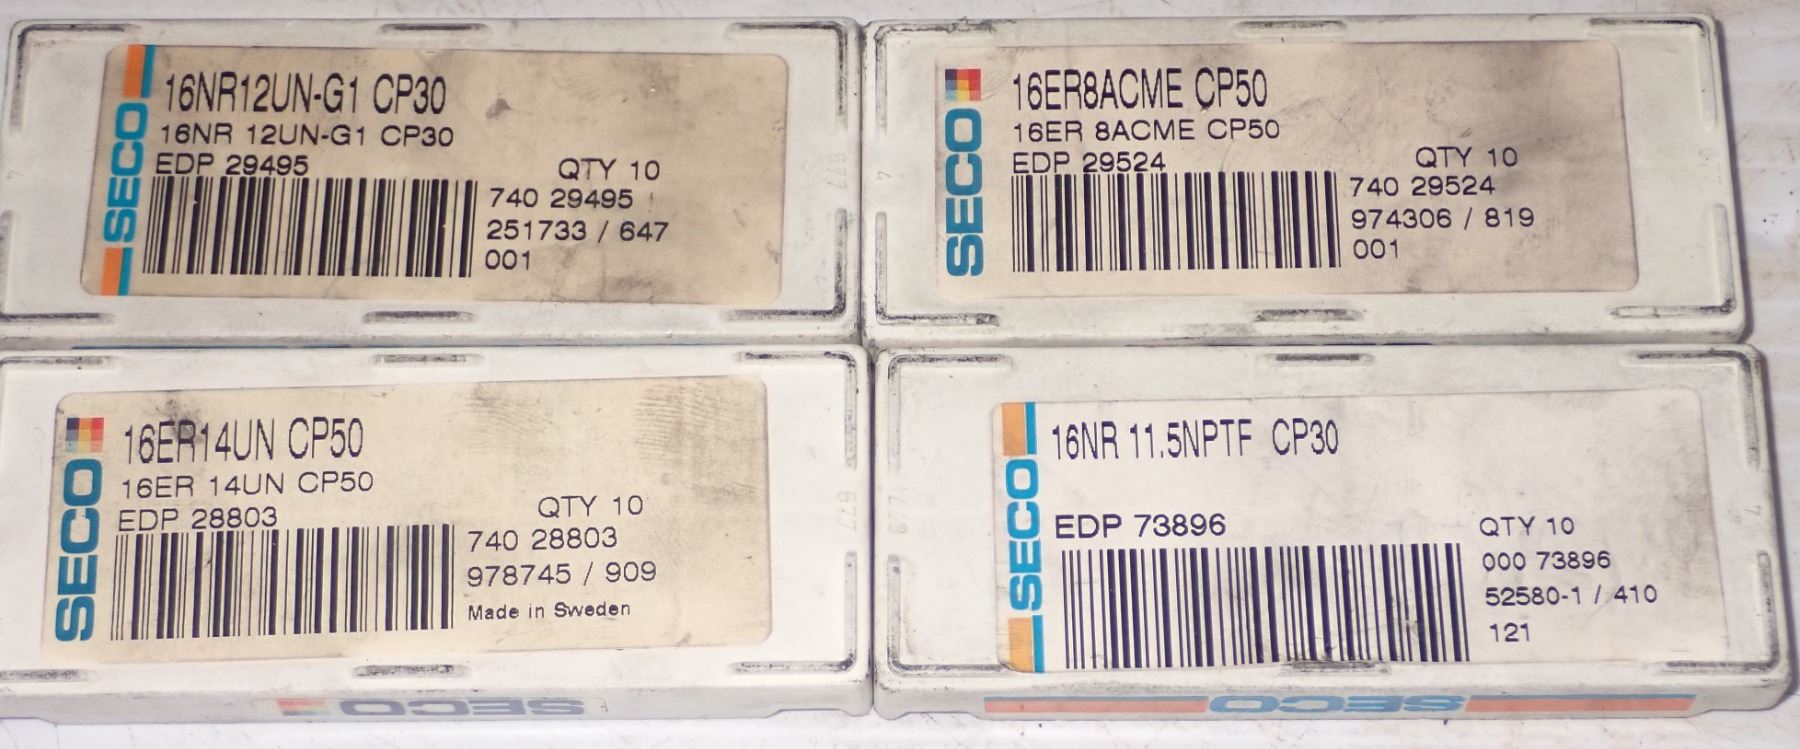 SECO
16NR12UN-G1 CP30
16NR 12UN-G1 CP30
EDP 29495
QTY 10
740 29495
251733 / 647
001
SECO
16ER8ACME CP50
16ER 8ACME CP50
EDP 29524
QTY 10
740 29524
974306 / 819
001
SECO
16ER14UN CP50
16ER 14UN CP50
EDP 28803
QTY 10
740 28803
978745 / 909
Made in Sweden
SECO
16NR 11.5NPTF CP30
EDP 73896
QTY 10
000 73896
52580-1 / 410
121
SECO
SECO